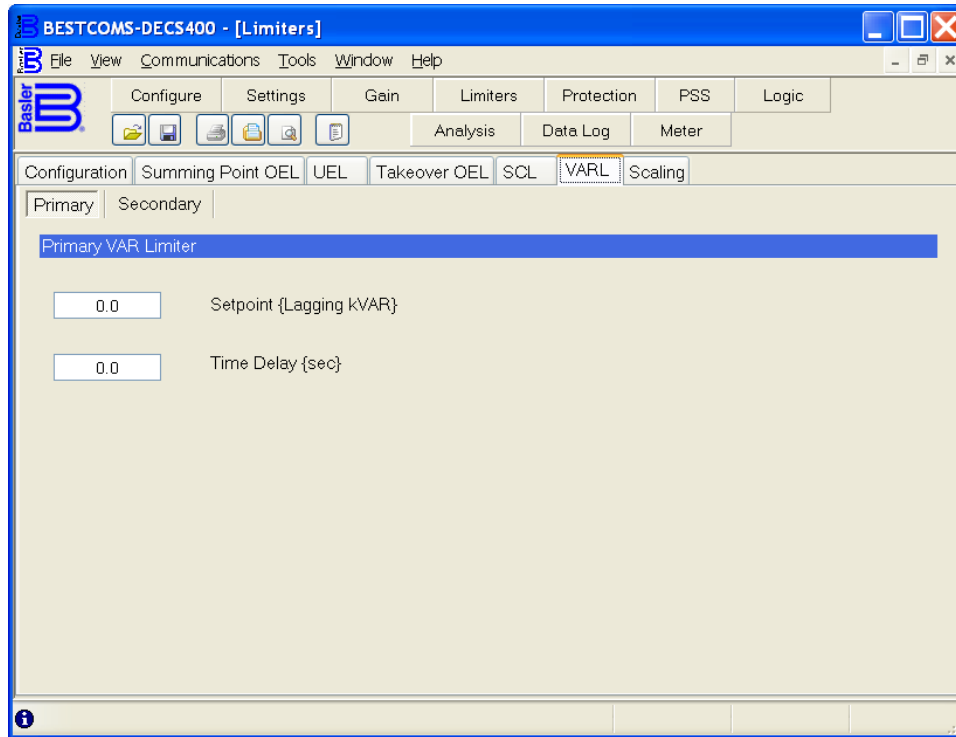 BESTCOMS-DECS400 - [Limiters]
File View Communications Tools Window Help
Basler
Configure Settings Gain Limiters Protection PSS Logic
Analysis Data Log Meter
Configuration Summing Point OEL UEL Takeover OEL SCL VARL Scaling
Primary Secondary
Primary VAR Limiter
0.0 Setpoint {Lagging kVAR}
0.0 Time Delay {sec}